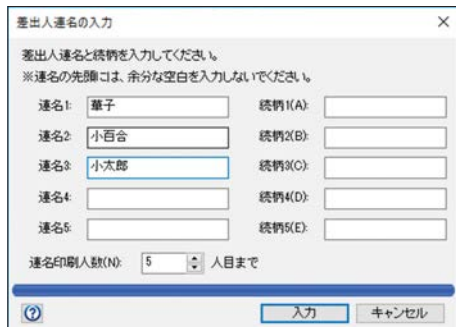 差出人連名の入力
差出人連名と続柄を入力してください。
※連名の先頭には、余分な空白を入力しないでください。
連名1: 華子 続柄1(A):
連名2: 小百合 続柄2(B):
連名3: 小太郎 続柄3(C):
連名4: 続柄4(D):
連名5: 続柄5(E):
連名印刷人数(N): 5 人目まで
入力 キャンセル